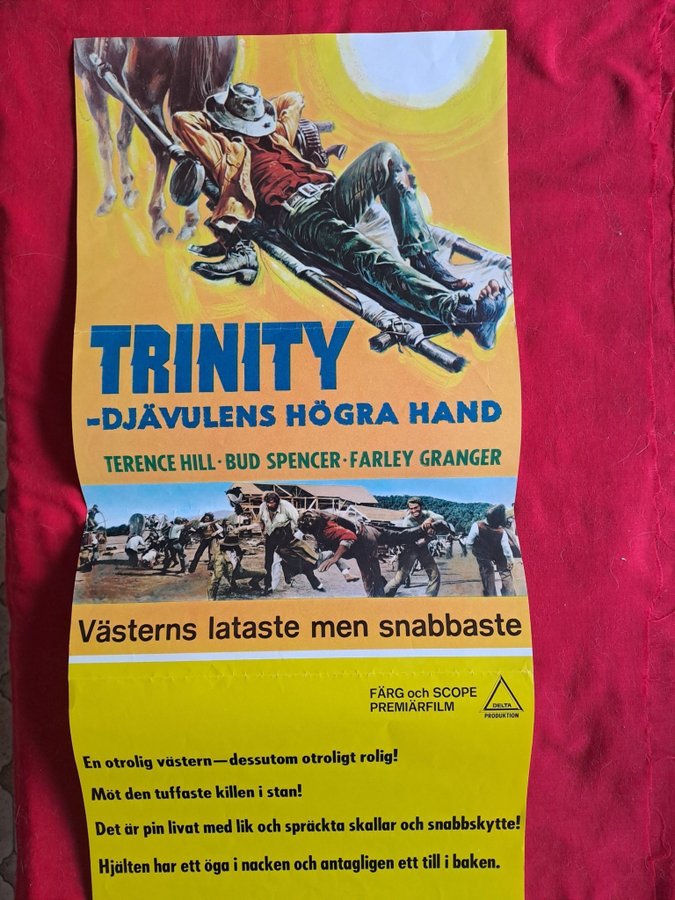 TRINITY
-DJÄVULENS HÖGRA HAND
TERENCE HILL · BUD SPENCER · FARLEY GRANGER
Västerns lataste men snabbaste
FÄRG och SCOPE
PREMIÄRFILM
DELTA
PRODUKTION
En otrolig västern—dessutom otroligt rolig!
Möt den tuffaste killen i stan!
Det är pin livat med lik och spräckta skallar och snabbskytte!
Hjälten har ett öga i nacken och antagligen ett till i baken.